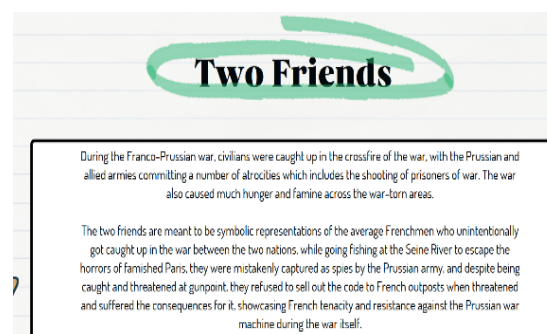 Two Friends
During the Franco-Prussian war, civilians were caught up in the crossfire of the war, with the Prussian and
allied armies committing a number of atrocities which includes the shooting of prisoners of war. The war
also caused much hunger and famine across the war-torn areas.
The two friends are meant to be symbolic representations of the average Frenchmen who unintentionally
got caught up in the war between the two nations, while going fishing at the Seine River to escape the
horrors of famished Paris, they were mistakenly captured as spies by the Prussian army, and despite being
caught and threatened at gunpoint, they refused to sell out the code to French outposts when threatened
and suffered the consequences for it, showcasing French tenacity and resistance against the Prussian war
machine during the war itself.